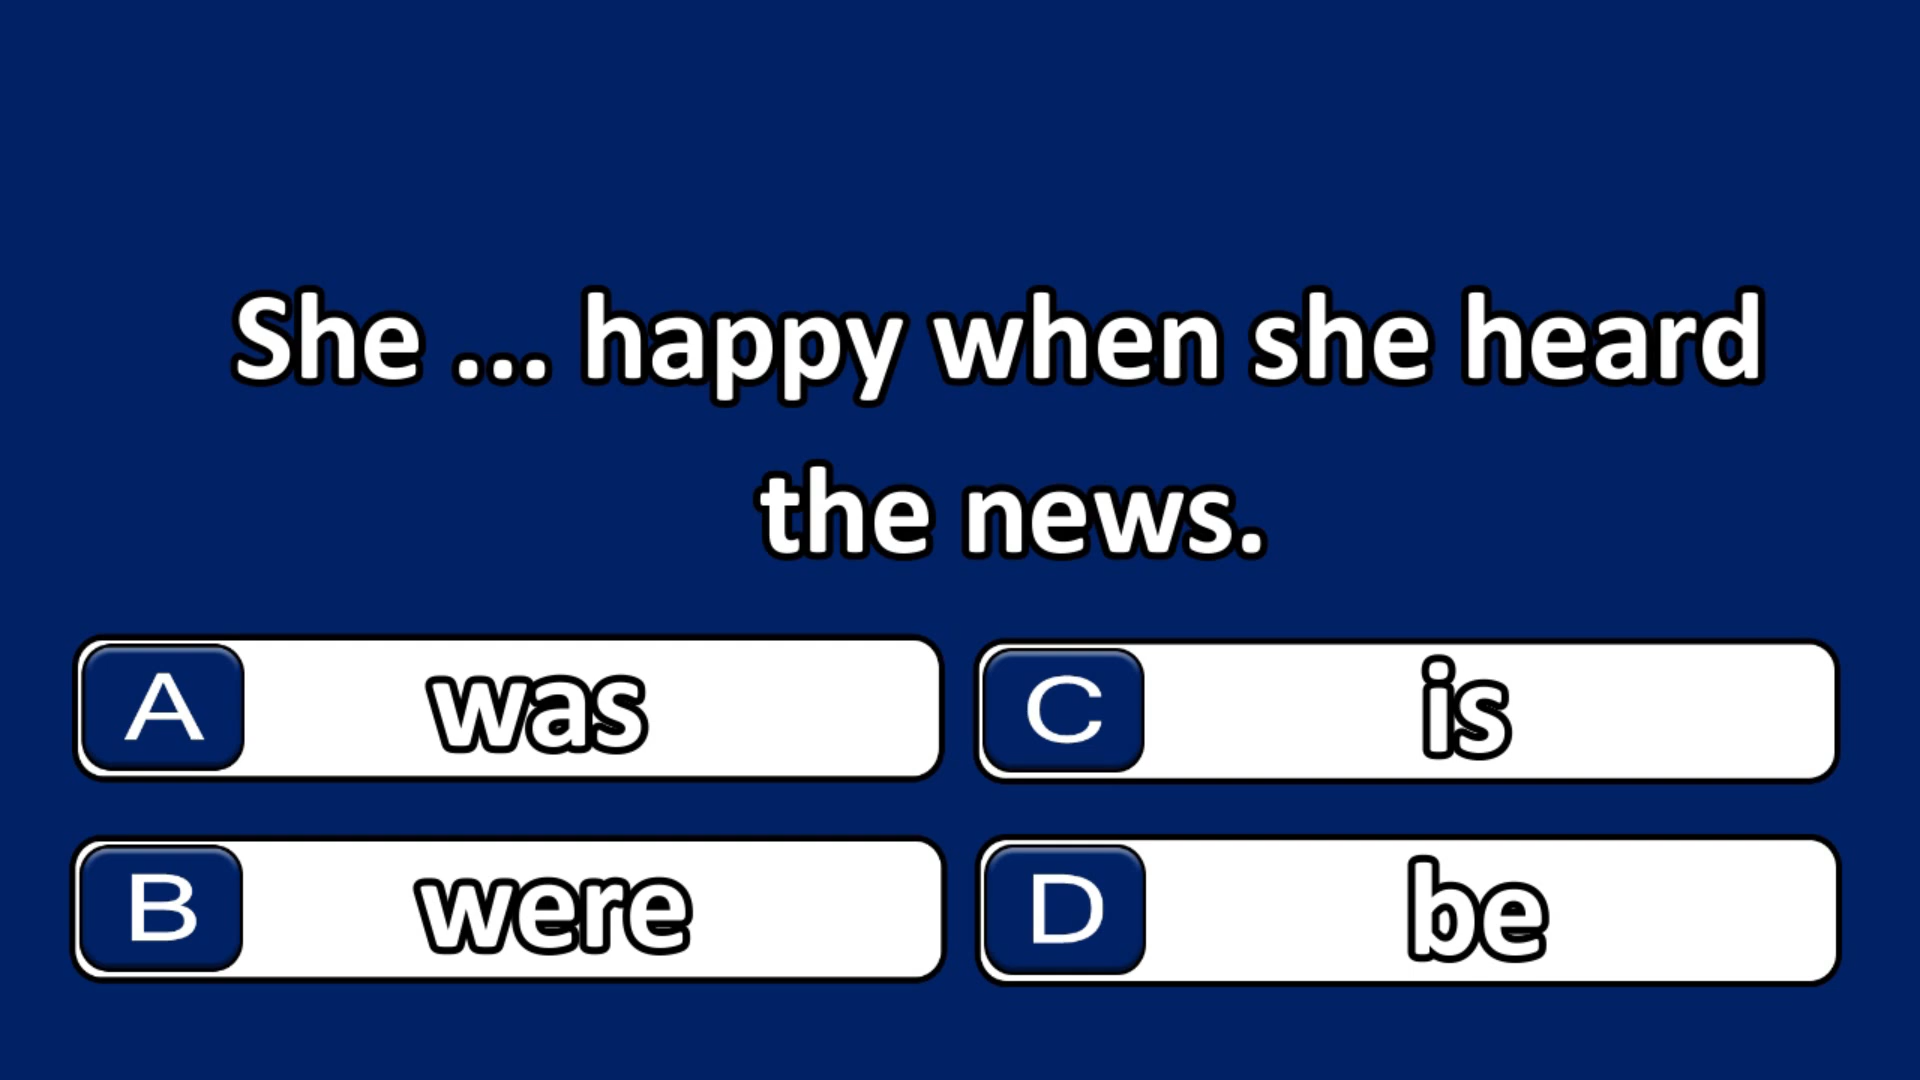 She ... happy when she heard
the news.
A was
C is
B were
D be